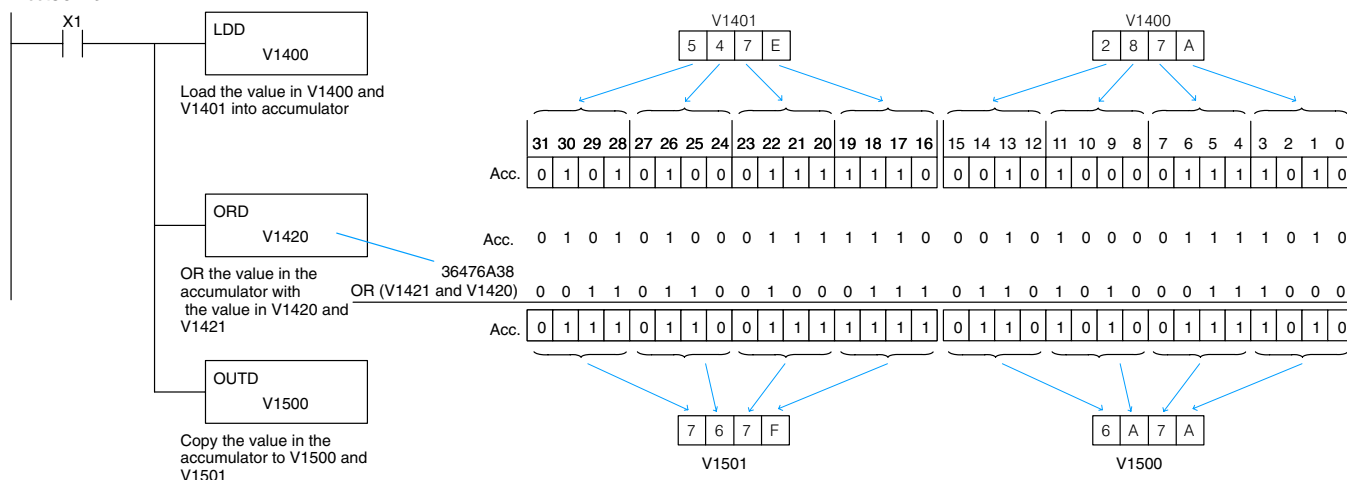 X1
LDD
V1400
Load the value in V1400 and
V1401 into accumulator
V1401
5 4 7 E
V1400
2 8 7 A
31 30 29 28 27 26 25 24 23 22 21 20 19 18 17 16 15 14 13 12 11 10 9 8 7 6 5 4 3 2 1 0
Acc. 0 1 0 1 0 1 0 0 0 1 1 1 1 1 1 0 0 0 1 0 1 0 0 0 0 1 1 1 1 0 1 0
ORD
V1420
OR the value in the
accumulator with
the value in V1420 and
V1421
Acc. 0 1 0 1 0 1 0 0 0 1 1 1 1 1 1 0 0 0 1 0 1 0 0 0 0 1 1 1 1 0 1 0
36476A38
OR (V1421 and V1420) 0 0 1 1 0 1 1 0 0 1 0 0 0 1 1 1 0 1 1 0 1 0 1 0 0 0 1 1 1 0 0 0
Acc. 0 1 1 1 0 1 1 0 0 1 1 1 1 1 1 1 0 1 1 0 1 0 1 0 0 1 1 1 1 0 1 0
OUTD
V1500
Copy the value in the
accumulator to V1500 and
V1501
7 6 7 F
V1501
6 A 7 A
V1500